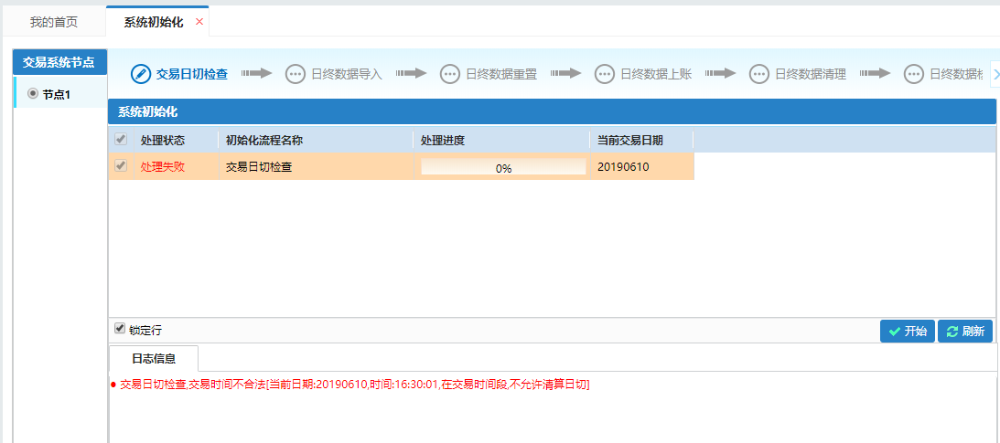 我的首页 系统初始化 ×
交易系统节点
节点1
交易日切检查 日终数据导入 日终数据重置 日终数据上账 日终数据清理 日终数据
系统初始化
处理状态 初始化流程名称 处理进度 当前交易日期
处理失败 交易日切检查 0% 20190610
锁定行
开始 刷新
日志信息
交易日切检查,交易时间不合法[当前日期:20190610,时间:16:30:01,在交易时间段,不允许清算日切]